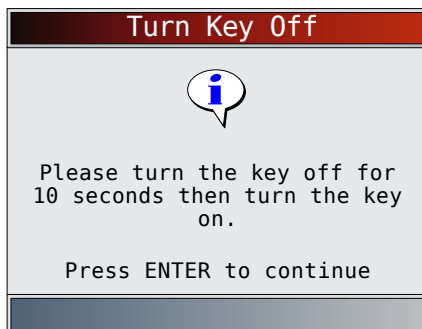 Turn Key Off
i
Please turn the key off for
10 seconds then turn the key
on.
Press ENTER to continue